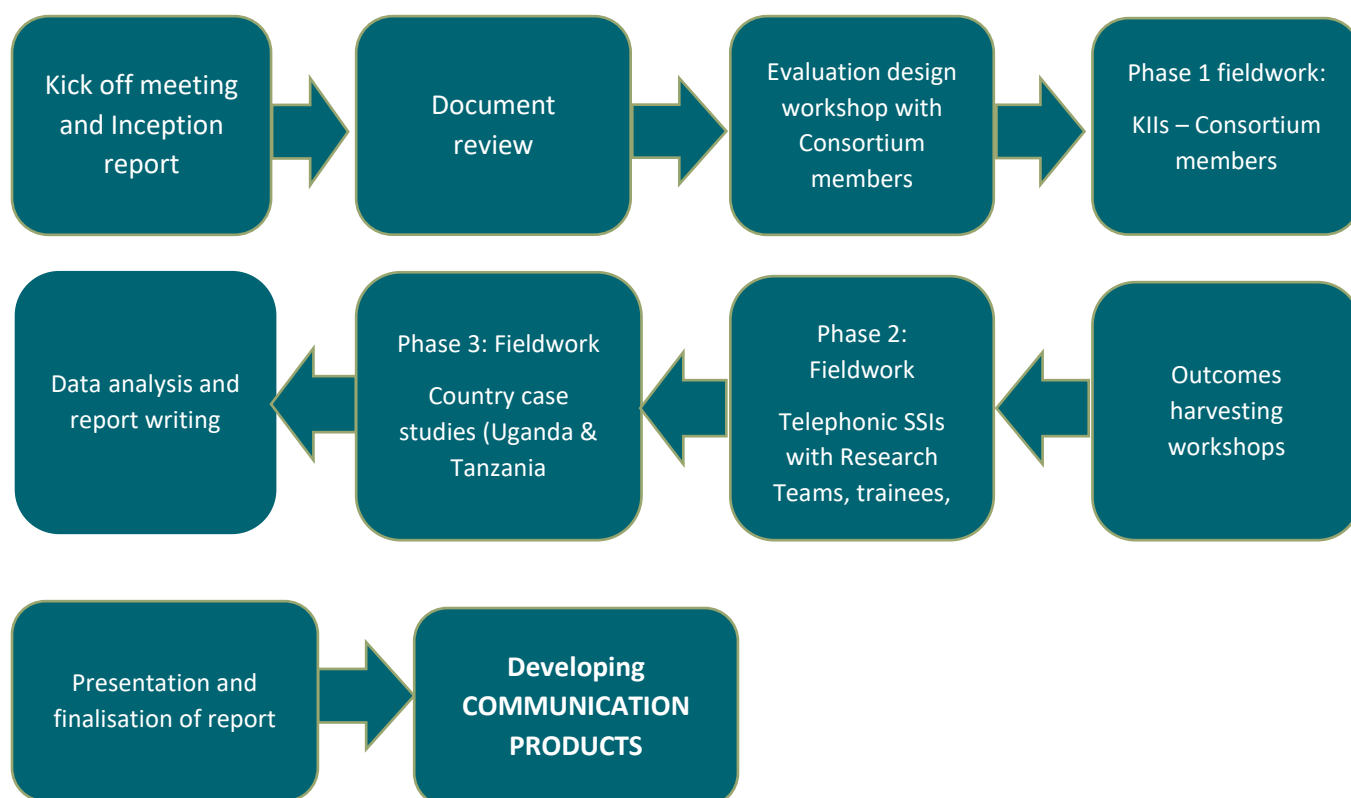 Kick off meeting
and Inception
report
Document
review
Evaluation design
workshop with
Consortium
members
Phase 1 fieldwork:
KIIs – Consortium
members
Data analysis and
report writing
Phase 3: Fieldwork
Country case
studies (Uganda &
Tanzania
Phase 2:
Fieldwork
Telephonic SSIs
with Research
Teams, trainees,
Outcomes
harvesting
workshops
Presentation and
finalisation of report
Developing
COMMUNICATION
PRODUCTS